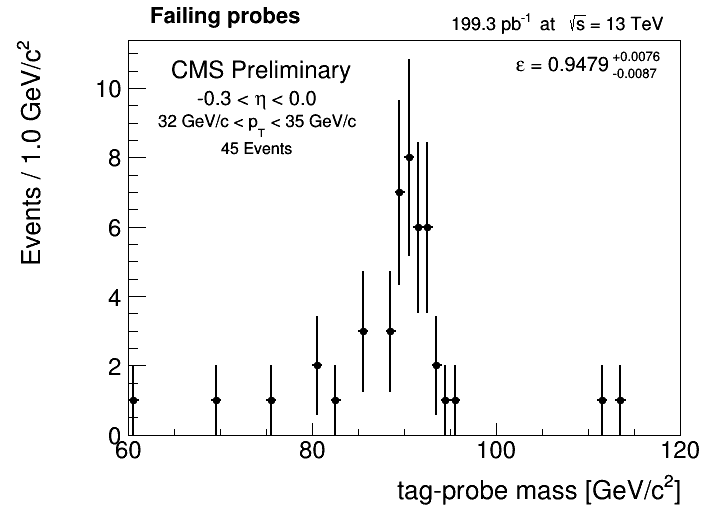 Failing probes
199.3 pb⁻¹ at √s = 13 TeV
CMS Preliminary
-0.3 < η < 0.0
32 GeV/c < p_T < 35 GeV/c
45 Events
ε = 0.9479 +0.0076 -0.0087
Events / 1.0 GeV/c²
10
8
6
4
2
0
60 80 100 120
tag-probe mass [GeV/c²]